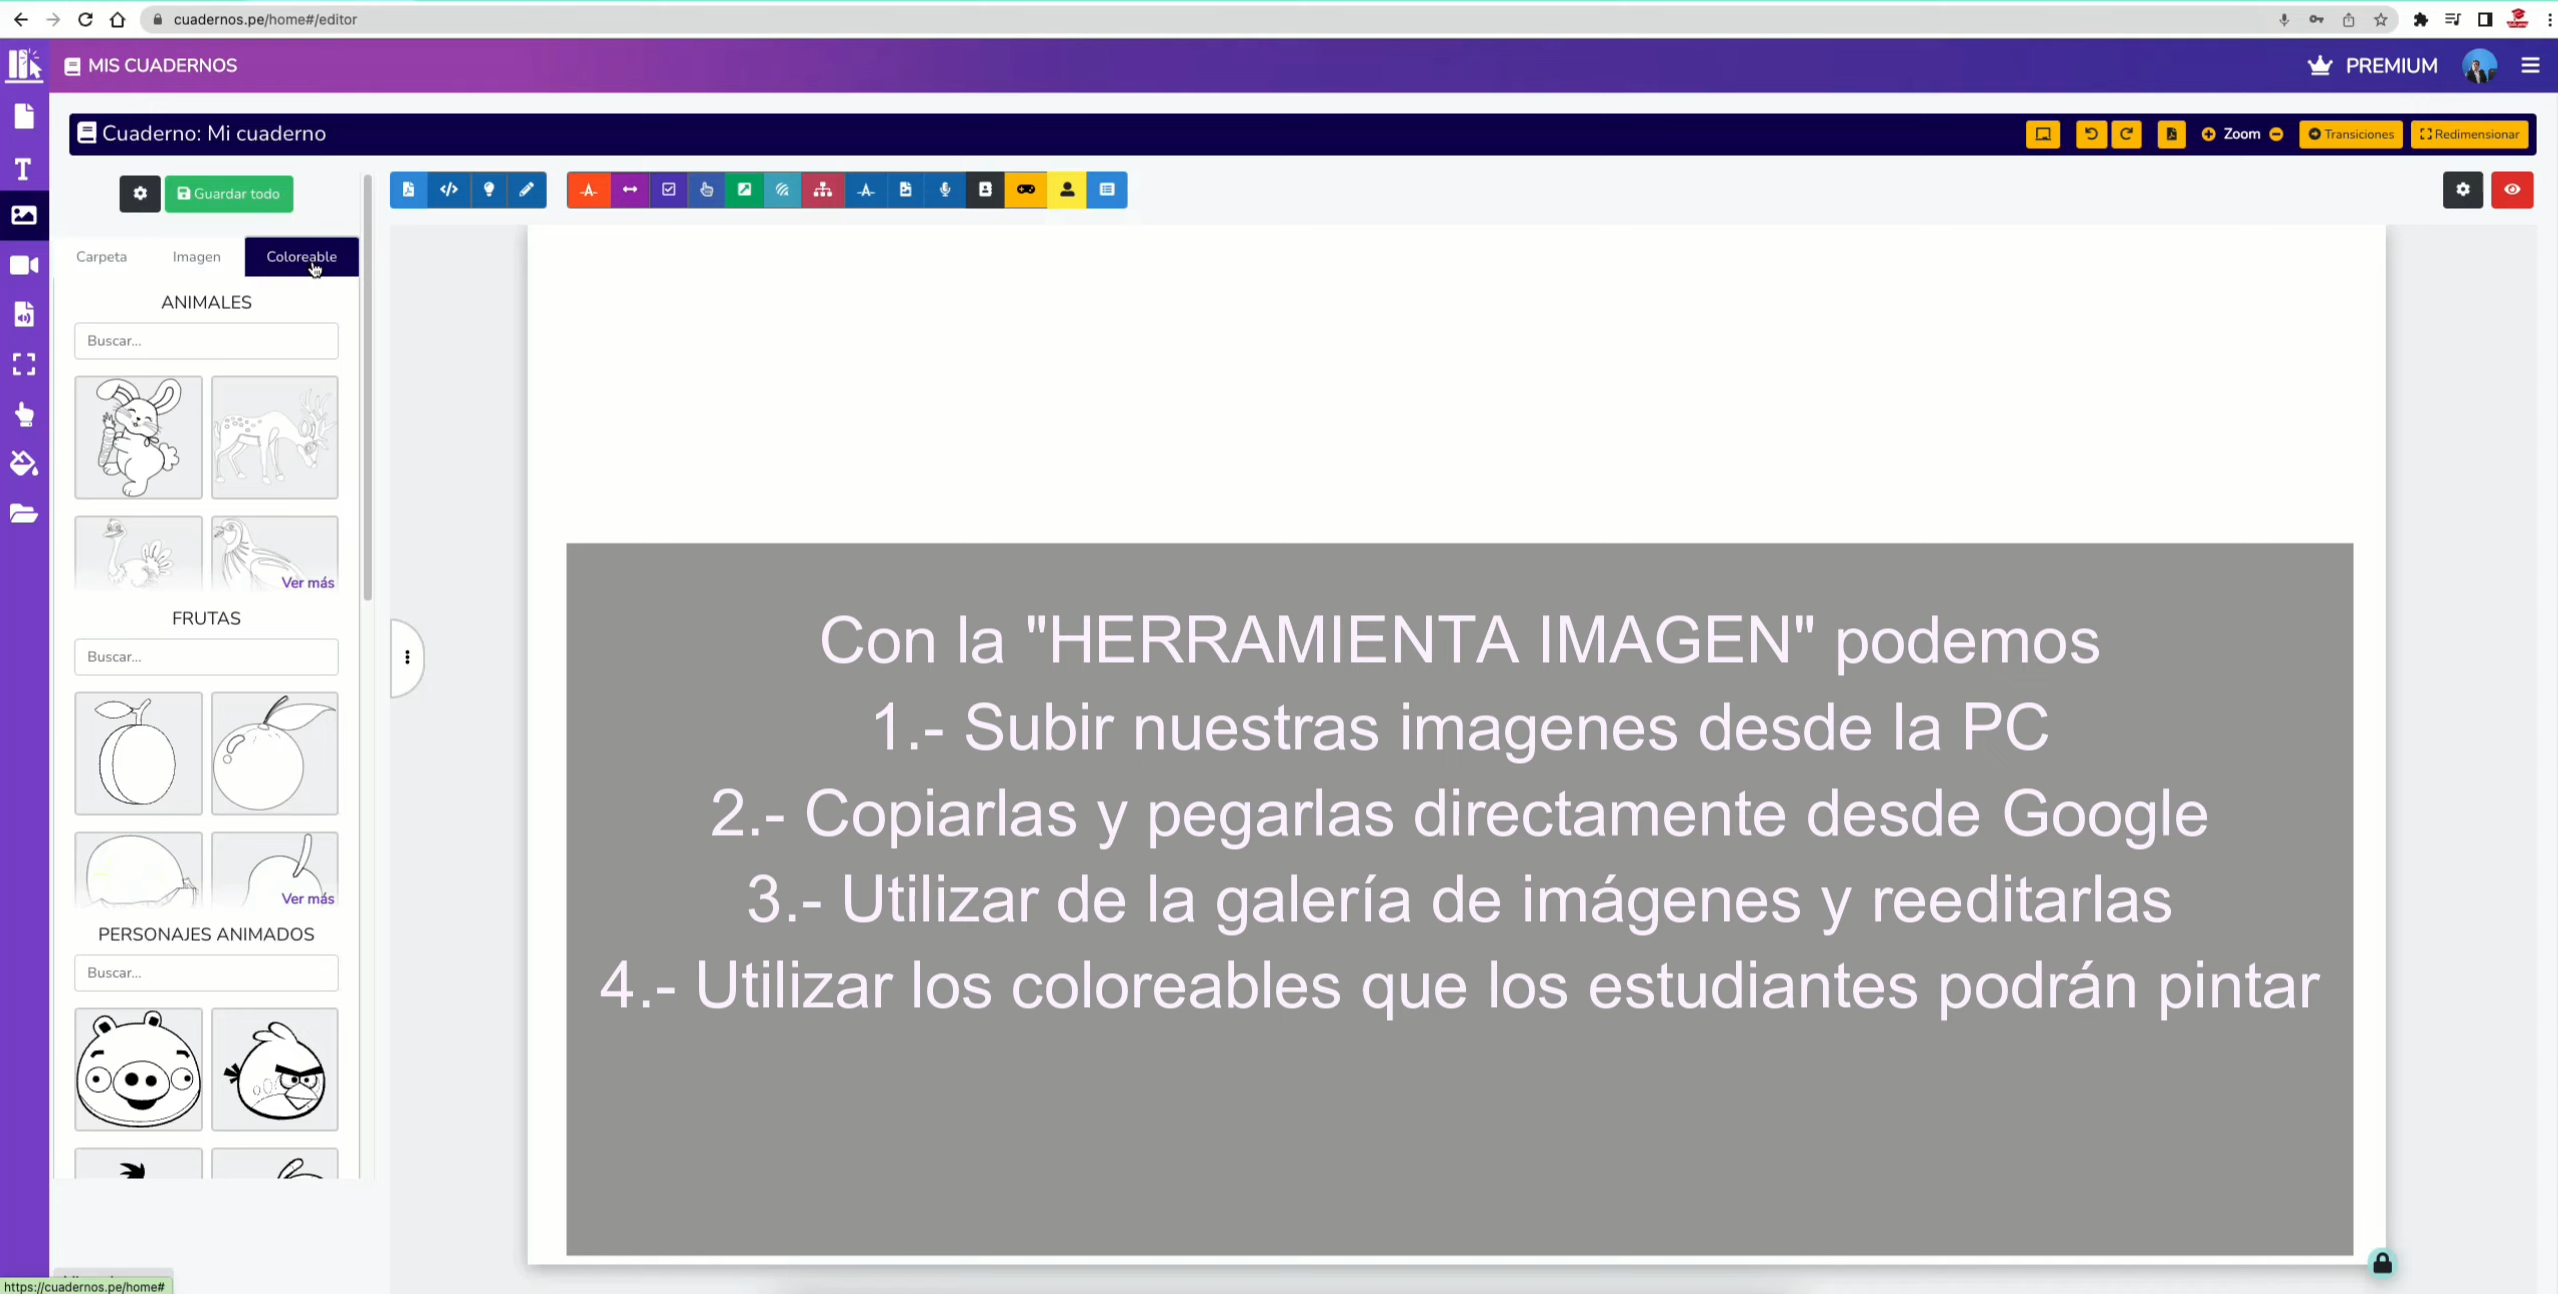 cuadernos.pe/home#/editor
MIS CUADERNOS
PREMIUM
Cuaderno: Mi cuaderno
Zoom
Transiciones
Redimensionar
Guardar todo
Carpeta
Imagen
Coloreable
ANIMALES
Buscar...
Ver más
FRUTAS
Buscar...
Ver más
PERSONAJES ANIMADOS
Buscar...
Con la "HERRAMIENTA IMAGEN" podemos
1.- Subir nuestras imagenes desde la PC
2.- Copiarlas y pegarlas directamente desde Google
3.- Utilizar de la galería de imágenes y reeditarlas
4.- Utilizar los coloreables que los estudiantes podrán pintar
https://cuadernos.pe/home#